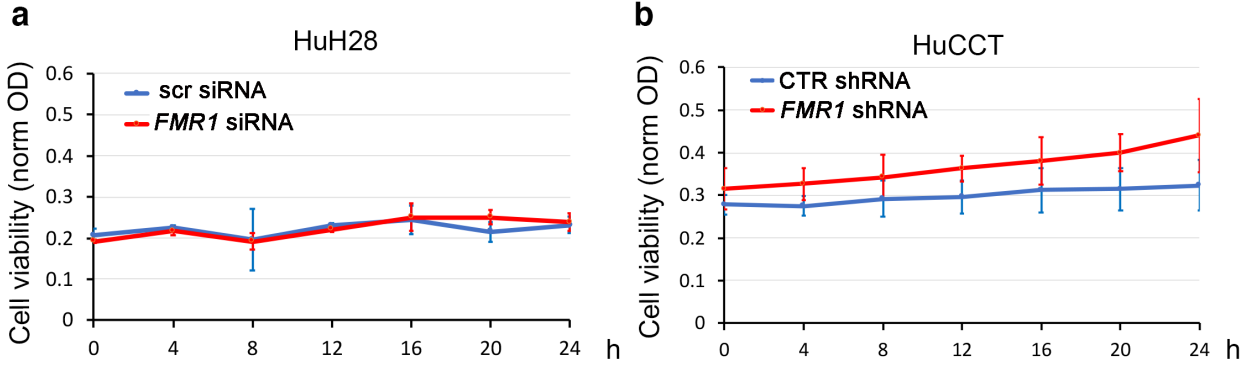 a
HuH28
Cell viability (norm OD)
0.6
0.5
0.4
0.3
0.2
0.1
0
scr siRNA
FMR1 siRNA
0 4 8 12 16 20 24 h
b
HuCCT
Cell viability (norm OD)
0.6
0.5
0.4
0.3
0.2
0.1
0
CTR shRNA
FMR1 shRNA
0 4 8 12 16 20 24 h